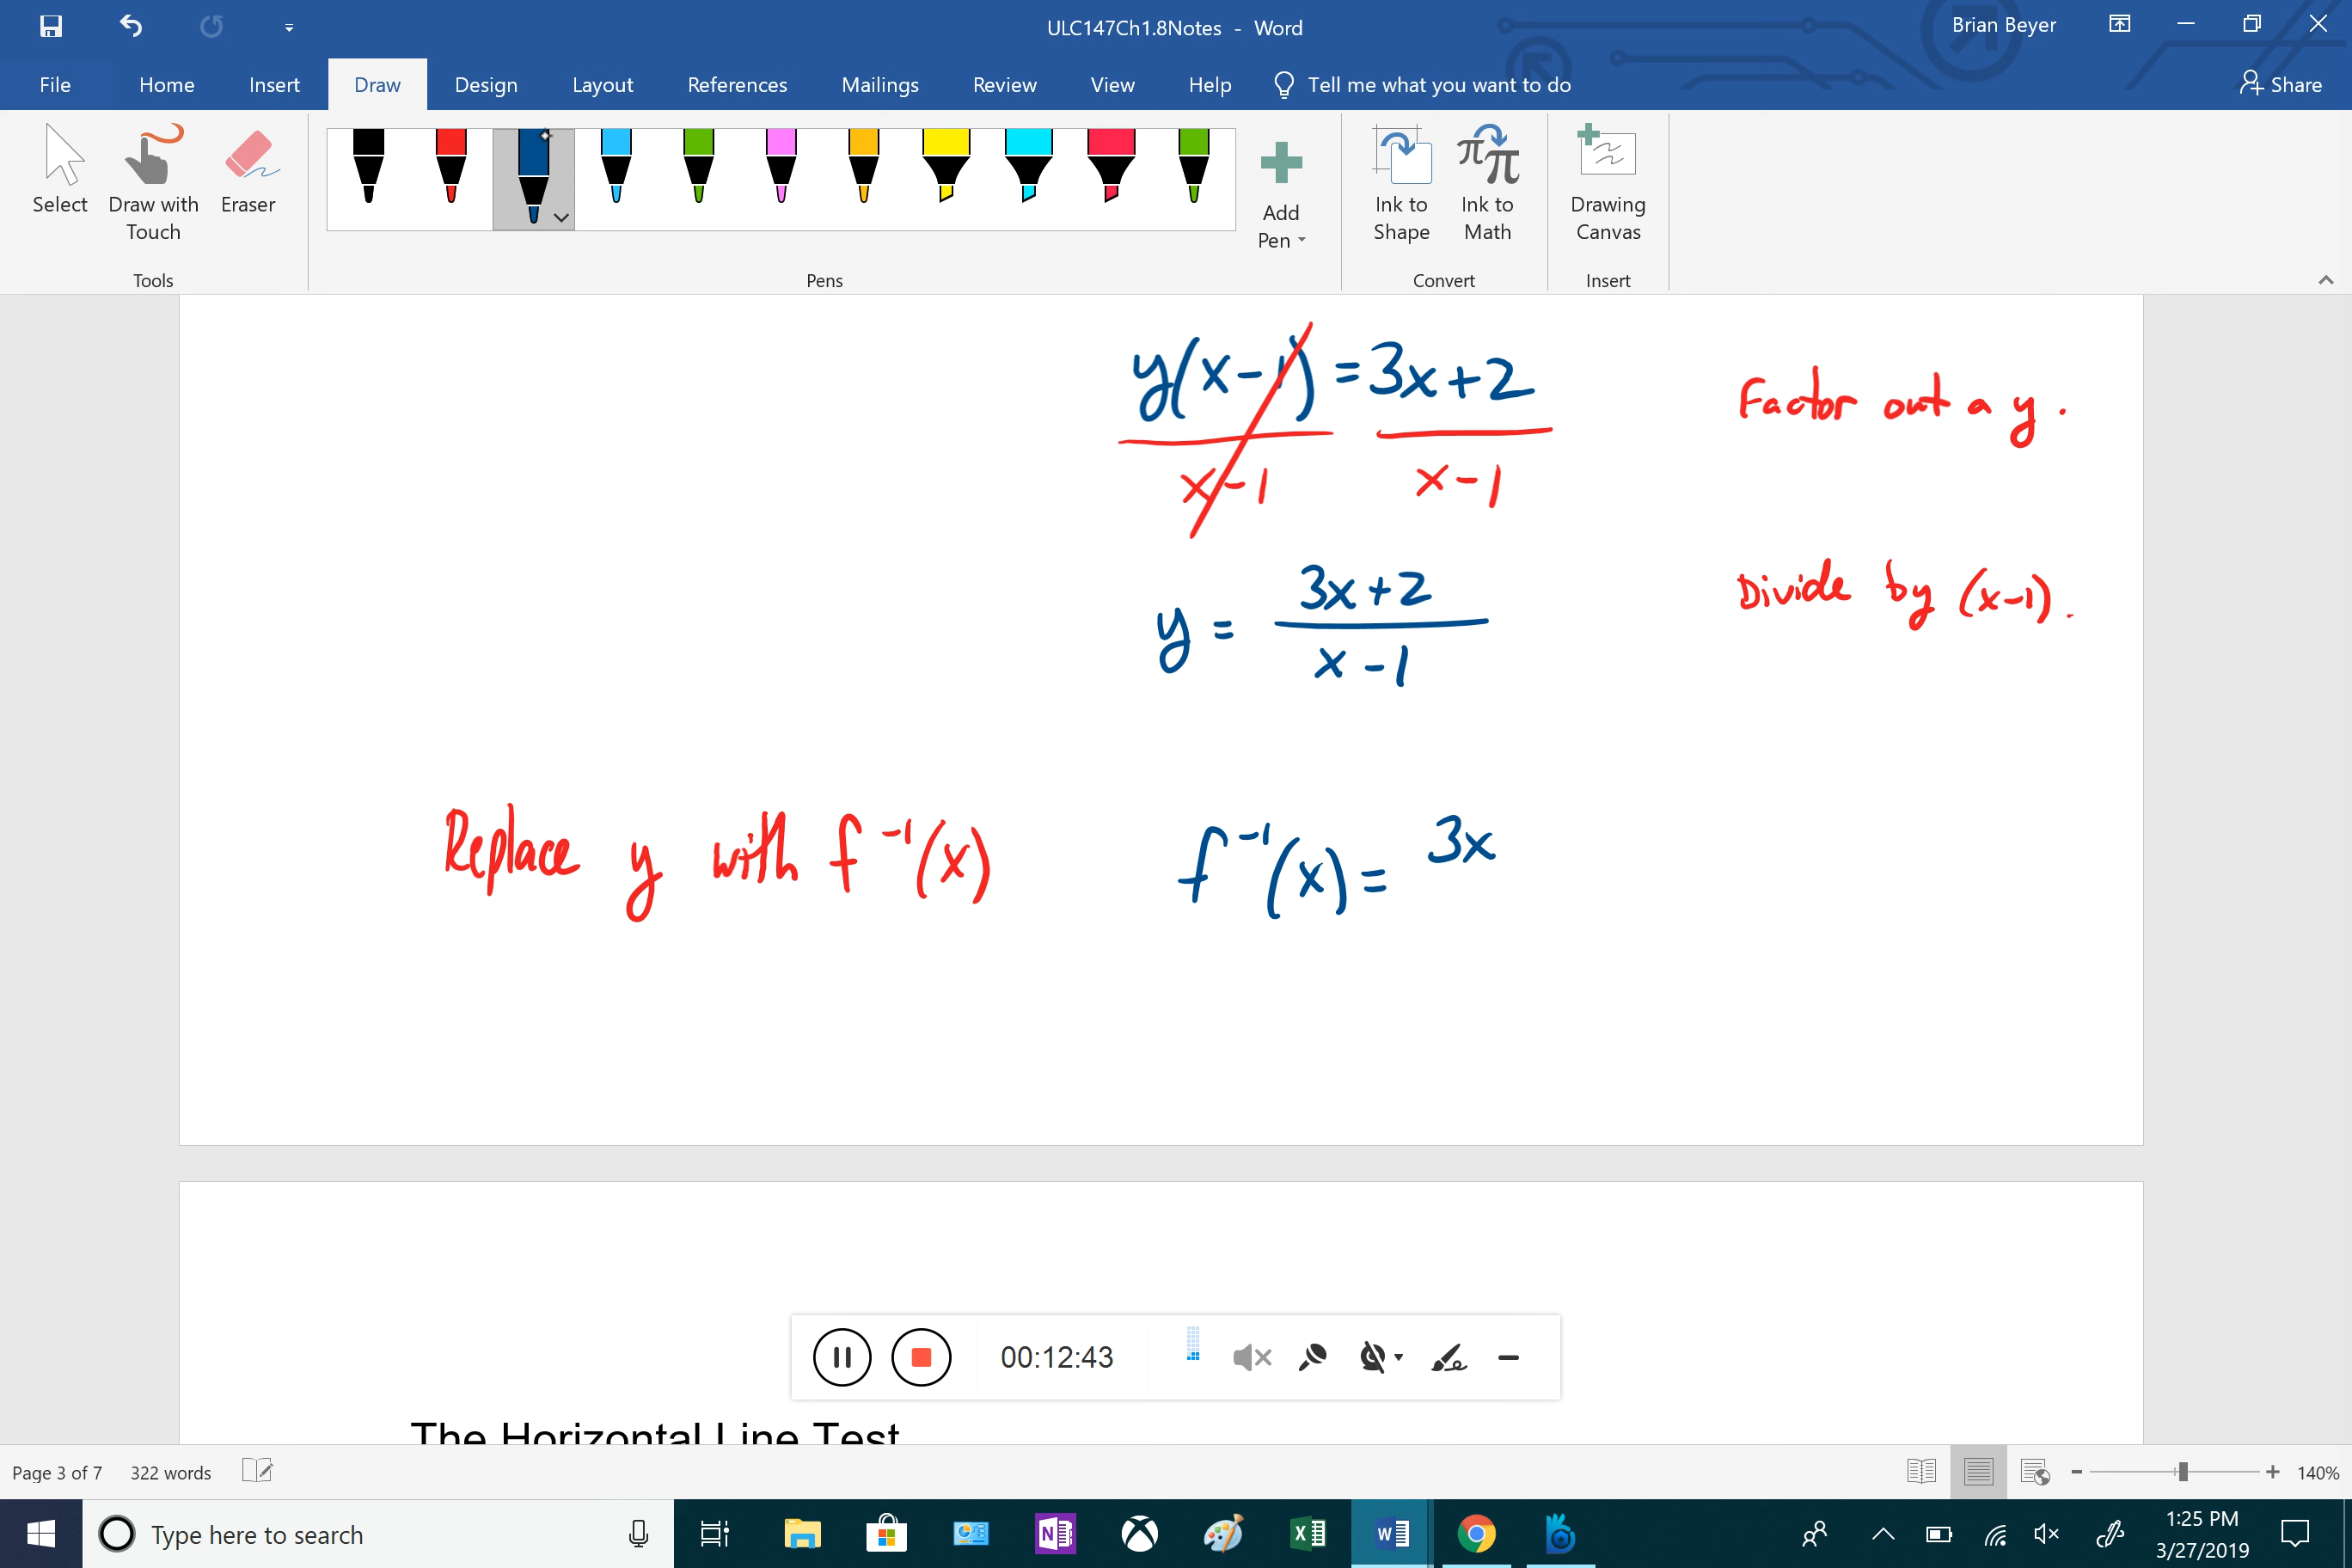 ULC147Ch1.8Notes - Word
Brian Beyer
File Home Insert Draw Design Layout References Mailings Review View Help Tell me what you want to do Share
Select Draw with Touch Eraser
Add Pen
Ink to Shape Ink to Math
Drawing Canvas
Tools Pens Convert Insert
y(x-1) = 3x+2
Factor out a y.
x-1 x-1
y = 3x+2
x-1
Divide by (x-1).
Replace y with f⁻¹(x)
f⁻¹(x) = 3x
00:12:43
The Horizontal Line Test
Page 3 of 7 322 words 140%
Type here to search
1:25 PM
3/27/2019